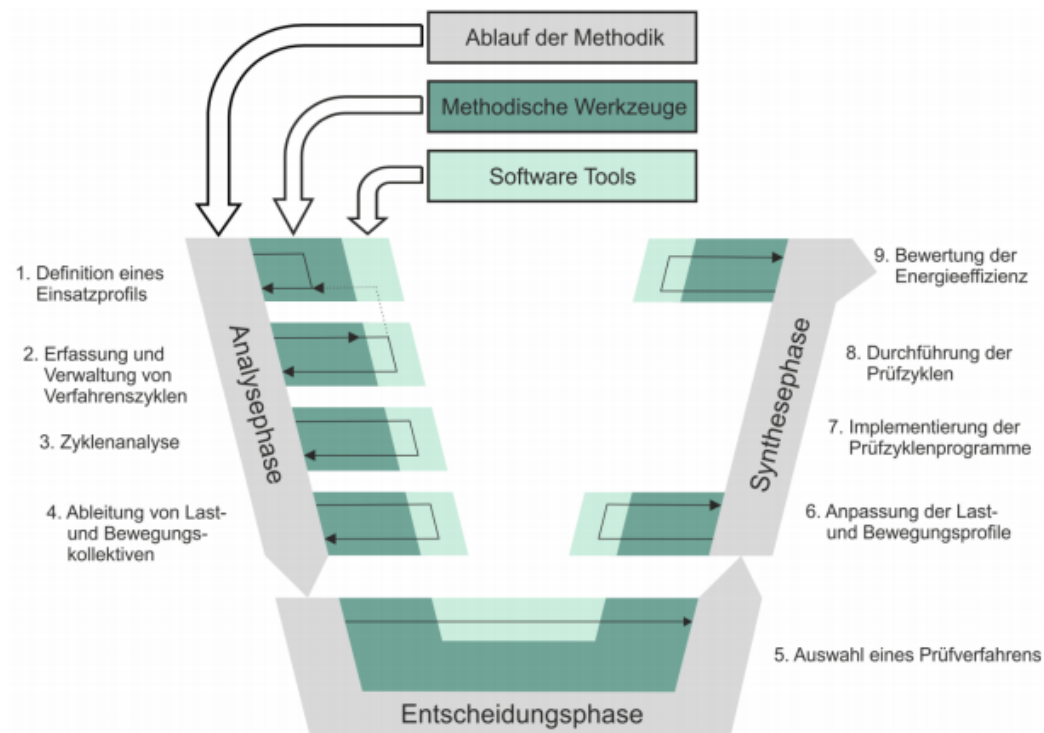 Ablauf der Methodik
Methodische Werkzeuge
Software Tools
1. Definition eines
Einsatzprofils
2. Erfassung und
Verwaltung von
Verfahrenszyklen
3. Zyklenanalyse
4. Ableitung von Last-
und Bewegungs-
kollektiven
Analysephase
Entscheidungsphase
5. Auswahl eines Prüfverfahrens
Synthesephase
6. Anpassung der Last-
und Bewegungsprofile
7. Implementierung der
Prüfzyklenprogramme
8. Durchführung der
Prüfzyklen
9. Bewertung der
Energieeffizienz